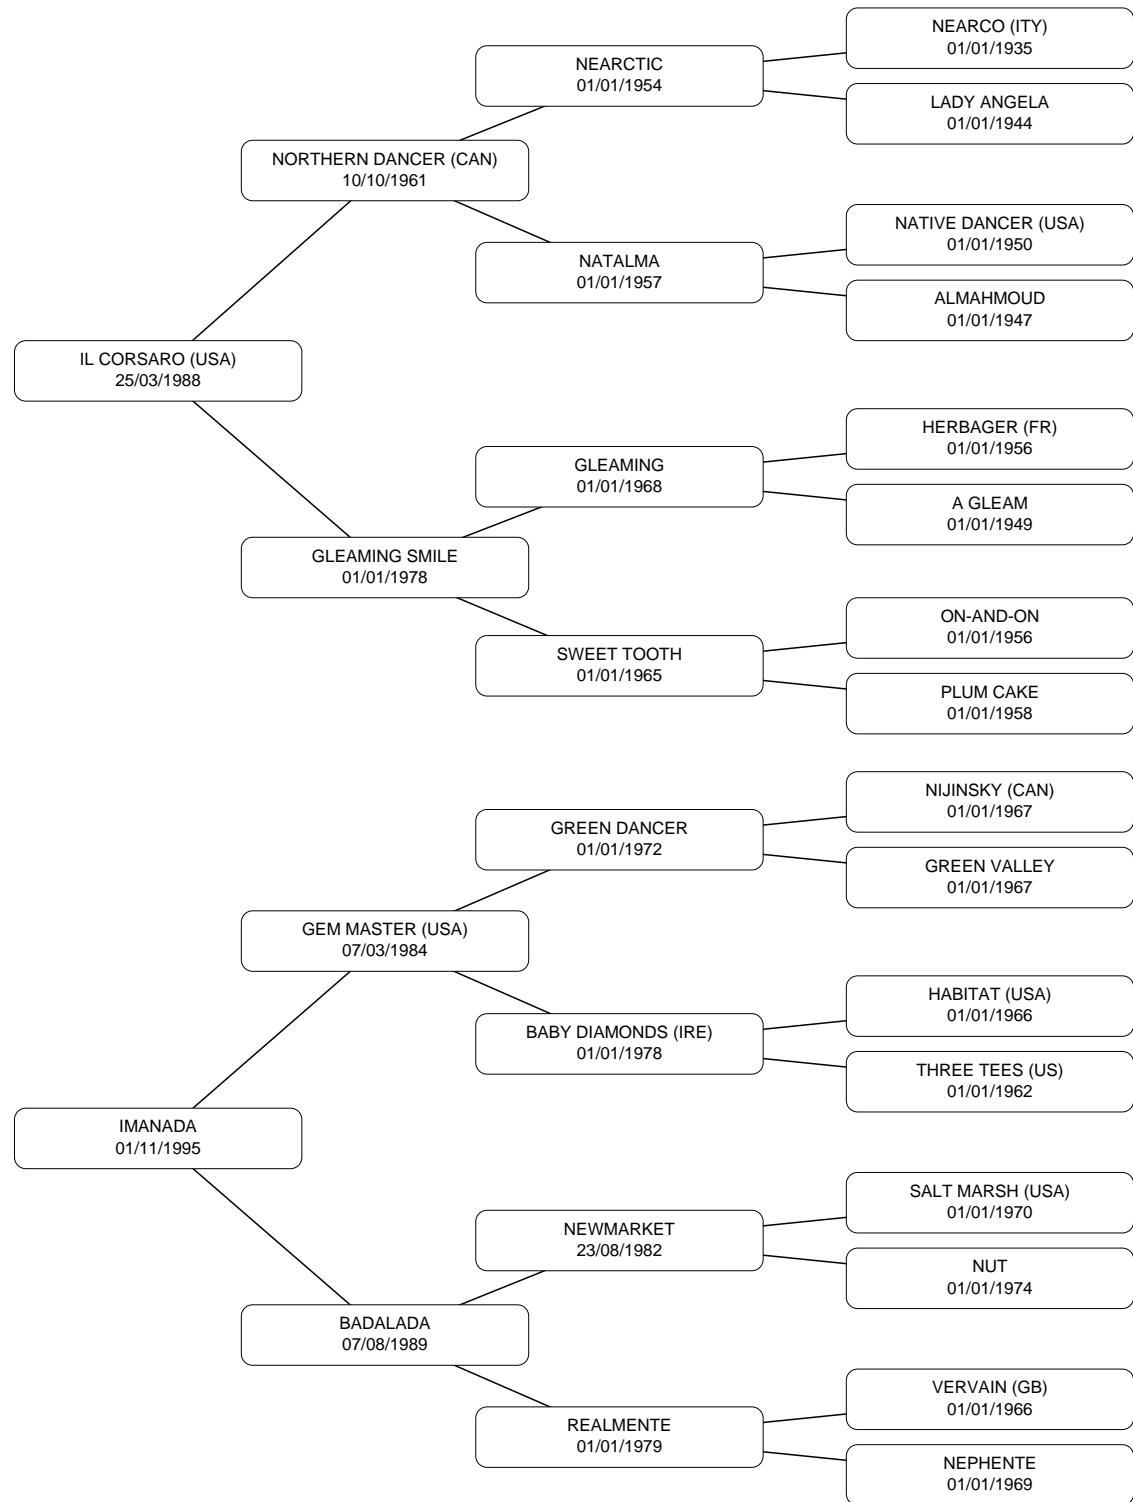 NEARCO (ITY)
01/01/1935
NEARCTIC
01/01/1954
LADY ANGELA
01/01/1944
NORTHERN DANCER (CAN)
10/10/1961
NATIVE DANCER (USA)
01/01/1950
NATALMA
01/01/1957
ALMAHMOUD
01/01/1947
IL CORSARO (USA)
25/03/1988
HERBAGER (FR)
01/01/1956
GLEAMING
01/01/1968
A GLEAM
01/01/1949
GLEAMING SMILE
01/01/1978
ON-AND-ON
01/01/1956
SWEET TOOTH
01/01/1965
PLUM CAKE
01/01/1958
NIJINSKY (CAN)
01/01/1967
GREEN DANCER
01/01/1972
GREEN VALLEY
01/01/1967
GEM MASTER (USA)
07/03/1984
HABITAT (USA)
01/01/1966
BABY DIAMONDS (IRE)
01/01/1978
THREE TEES (US)
01/01/1962
IMANADA
01/11/1995
SALT MARSH (USA)
01/01/1970
NEWMARKET
23/08/1982
NUT
01/01/1974
BADALADA
07/08/1989
VERVAIN (GB)
01/01/1966
REALMENTE
01/01/1979
NEPHENTE
01/01/1969